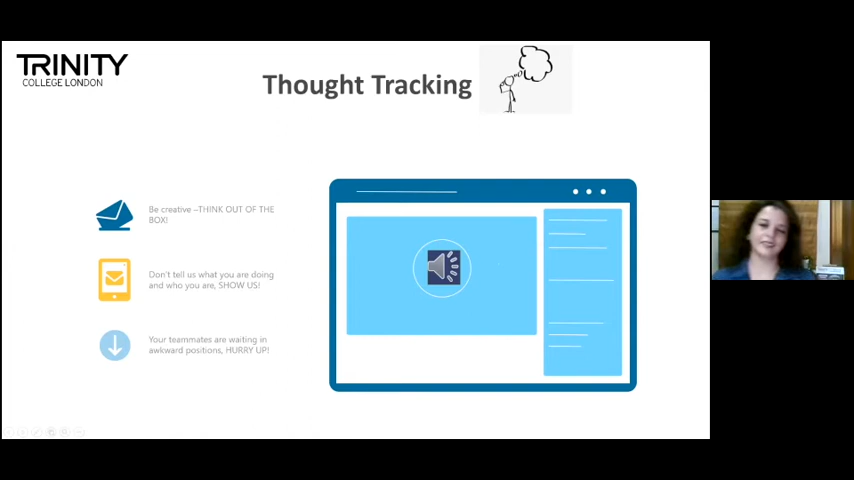 TRINITY
COLLEGE LONDON
Thought Tracking
Be creative –THINK OUT OF THE
BOX!
Don't tell us what you are doing
and who you are, SHOW US!
Your teammates are waiting in
awkward positions, HURRY UP!